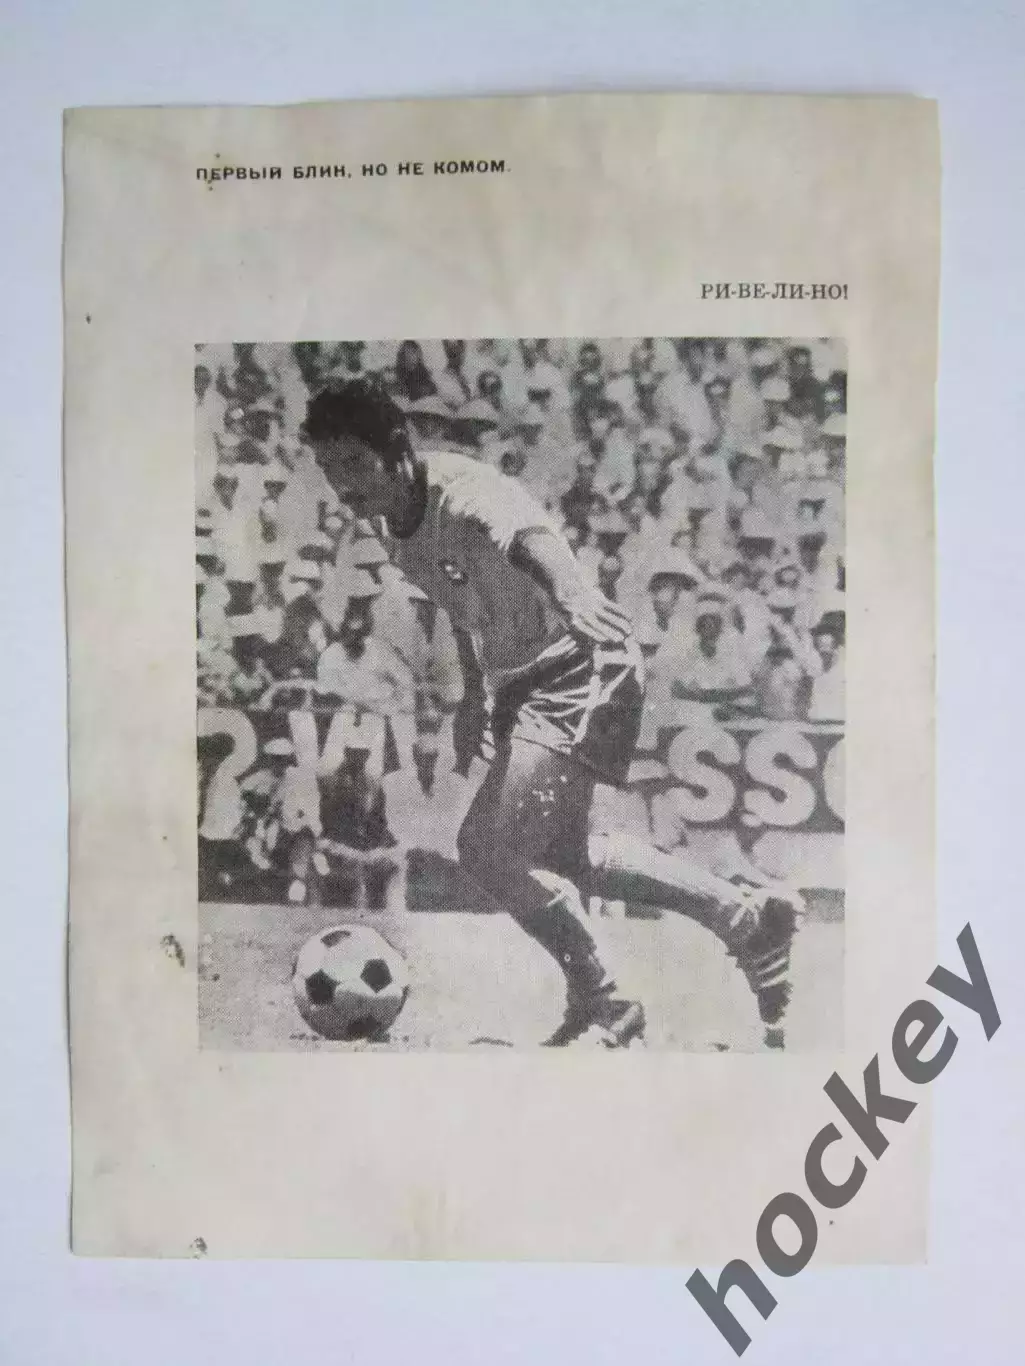 ПЕРВЫЙ БЛИН, НО НЕ КОМОМ.
РИ-ВЕ-ЛИ-НО!
hockey